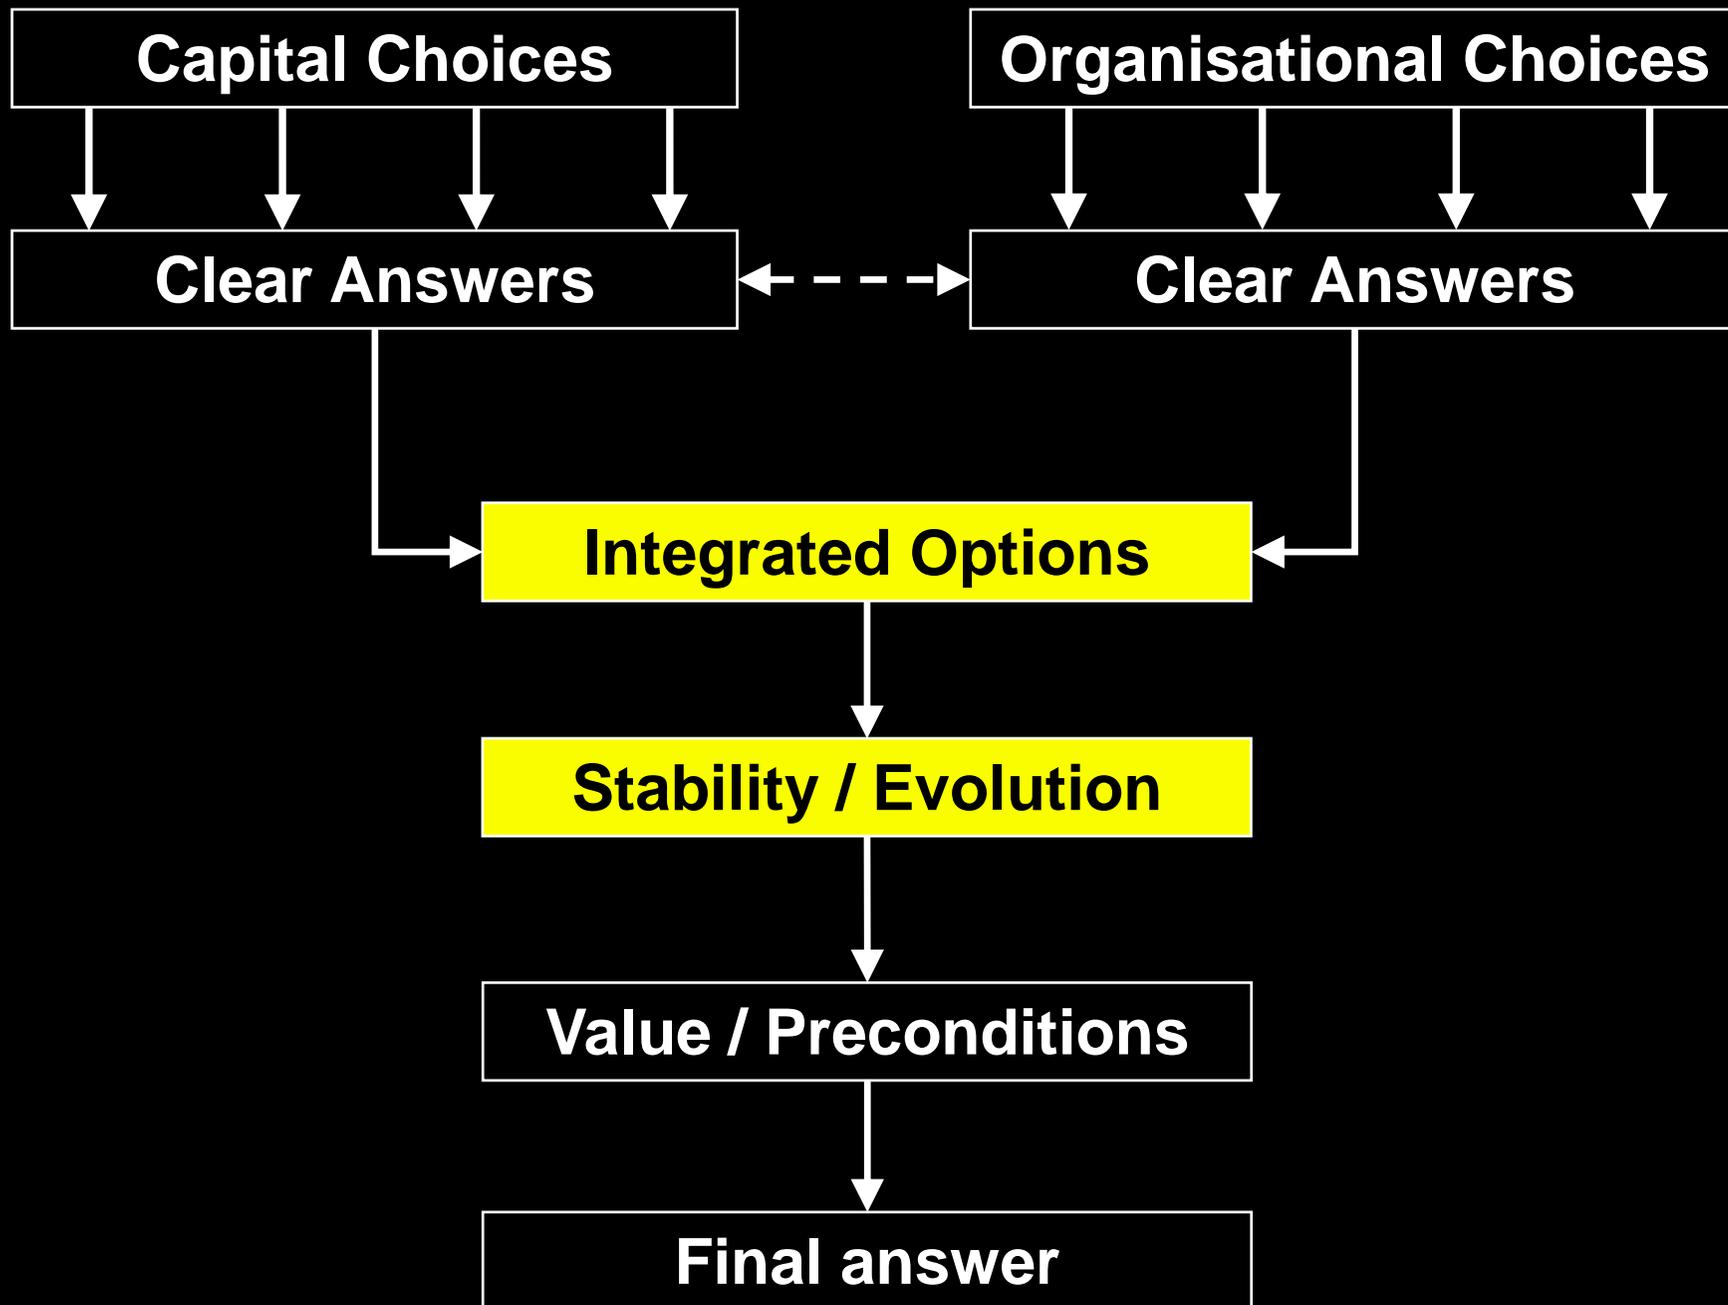 Capital Choices
Organisational Choices
Clear Answers
Clear Answers
Integrated Options
Stability / Evolution
Value / Preconditions
Final answer